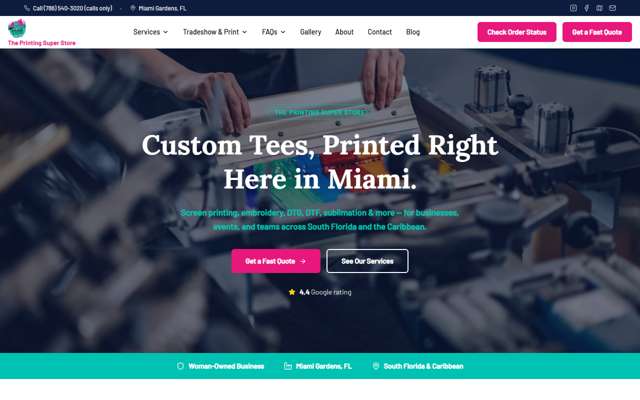 Call (786) 540-3020 (calls only) · Miami Gardens, FL
The Printing Super Store
Services Tradeshow & Print FAQs Gallery About Contact Blog
Check Order Status Get a Fast Quote
THE PRINTING SUPER STORE
Custom Tees, Printed Right
Here in Miami.
Screen printing, embroidery, DTG, DTF, sublimation & more — for businesses,
events, and teams across South Florida and the Caribbean.
Get a Fast Quote → See Our Services
4.4 Google rating
Woman-Owned Business Miami Gardens, FL South Florida & Caribbean